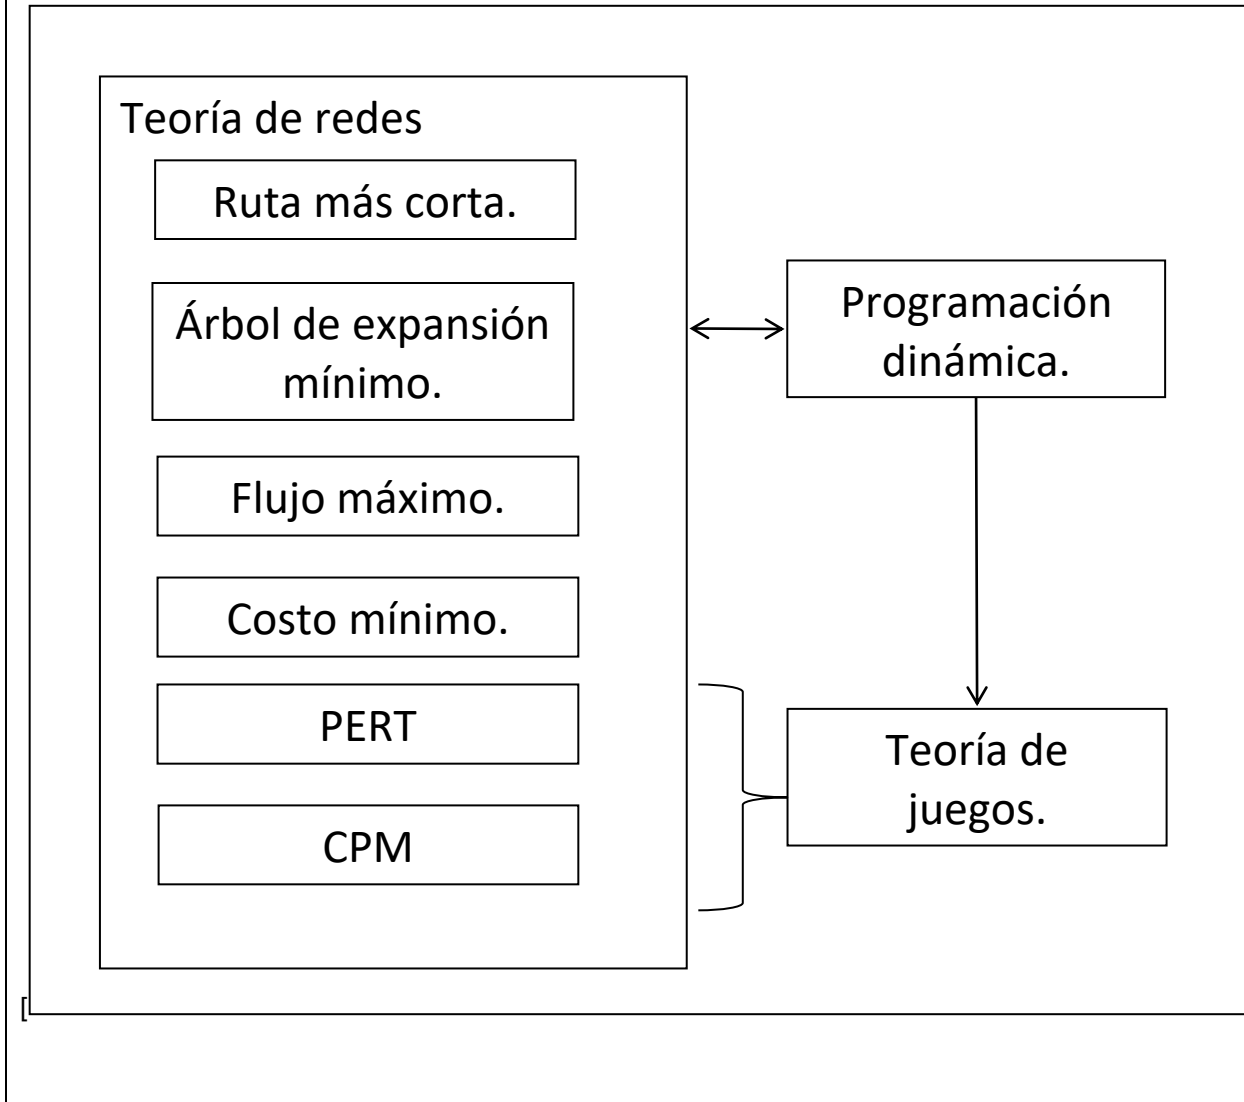 Teoría de redes
Ruta más corta.
Árbol de expansión
mínimo.
Flujo máximo.
Costo mínimo.
PERT
CPM
Programación
dinámica.
Teoría de
juegos.
[